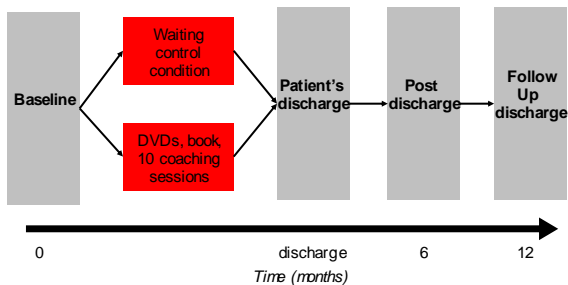 Baseline
Waiting
control
condition
DVDs, book,
10 coaching
sessions
Patient's
discharge
Post
discharge
Follow
Up
discharge
0
discharge
6
12
Time (months)